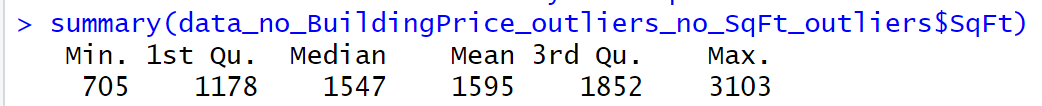 > summary(data_no_BuildingPrice_outliers_no_SqFt_outliers$SqFt)
Min. 1st Qu. Median Mean 3rd Qu. Max.
705 1178 1547 1595 1852 3103